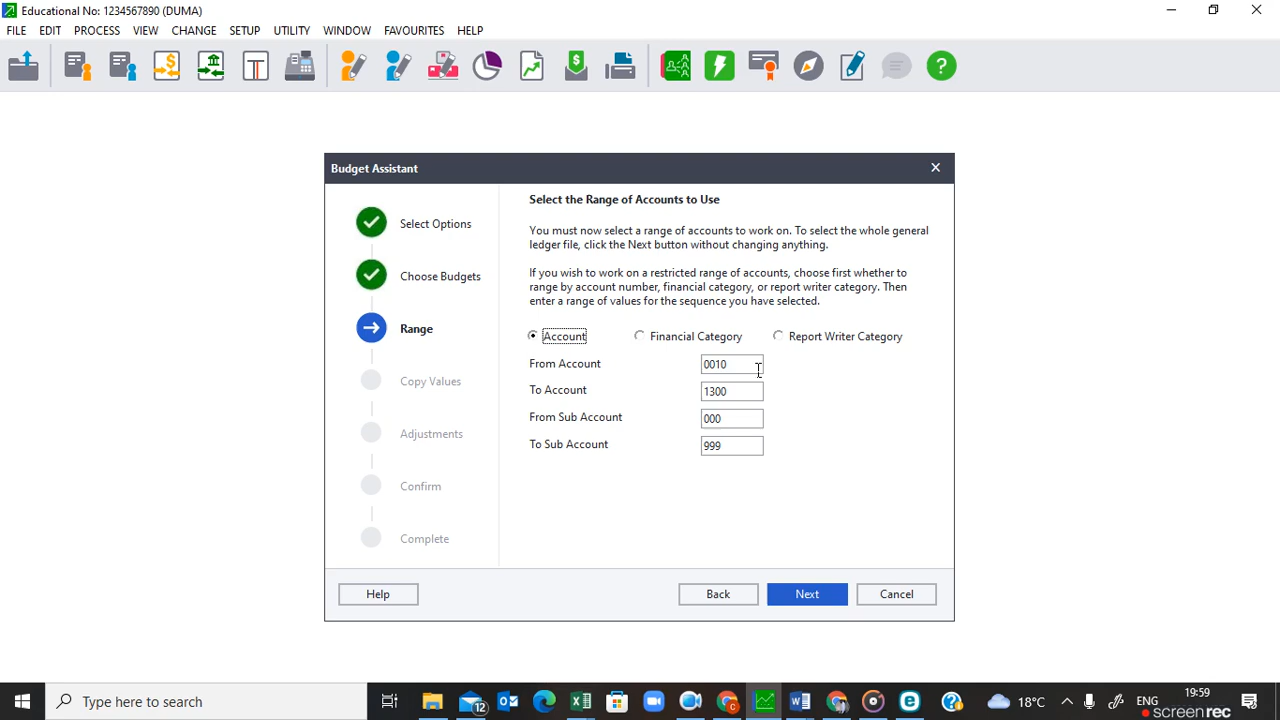 Educational No: 1234567890 (DUMA)
FILE EDIT PROCESS VIEW CHANGE SETUP UTILITY WINDOW FAVOURITES HELP
Budget Assistant
Select Options
Choose Budgets
Range
Copy Values
Adjustments
Confirm
Complete
Select the Range of Accounts to Use
You must now select a range of accounts to work on. To select the whole general
ledger file, click the Next button without changing anything.
If you wish to work on a restricted range of accounts, choose first whether to
range by account number, financial category, or report writer category. Then
enter a range of values for the sequence you have selected.
Account Financial Category Report Writer Category
From Account 0010
To Account 1300
From Sub Account 000
To Sub Account 999
Help Back Next Cancel
Type here to search
12
18°C
ENG
19:59
SCREENREC